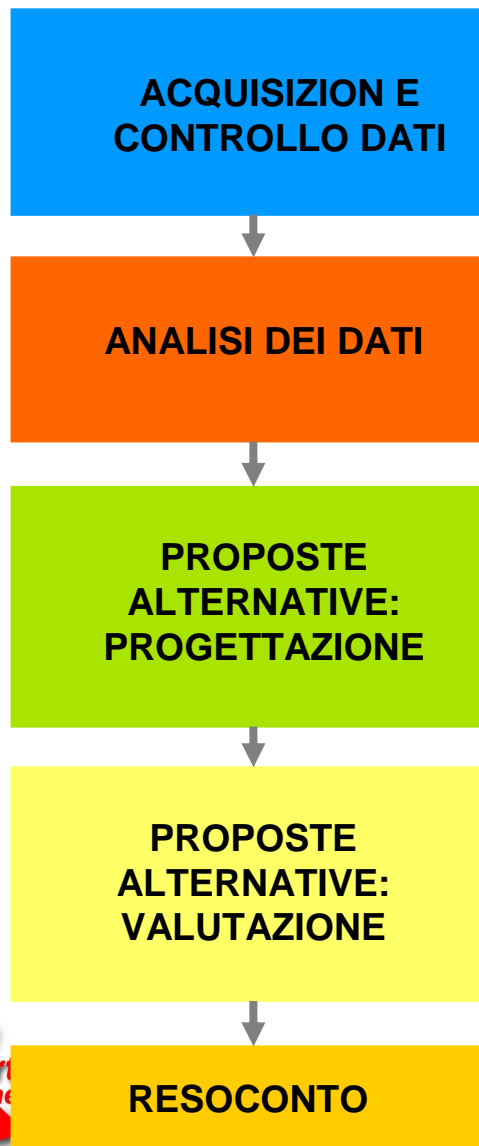 ACQUISIZION E
CONTROLLO DATI
ANALISI DEI DATI
PROPOSTE
ALTERNATIVE:
PROGETTAZIONE
PROPOSTE
ALTERNATIVE:
VALUTAZIONE
RESOCONTO